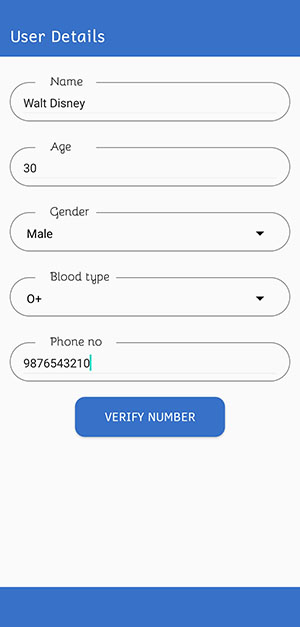 User Details
Name
Walt Disney
Age
30
Gender
Male
Blood type
O+
Phone no
9876543210
VERIFY NUMBER